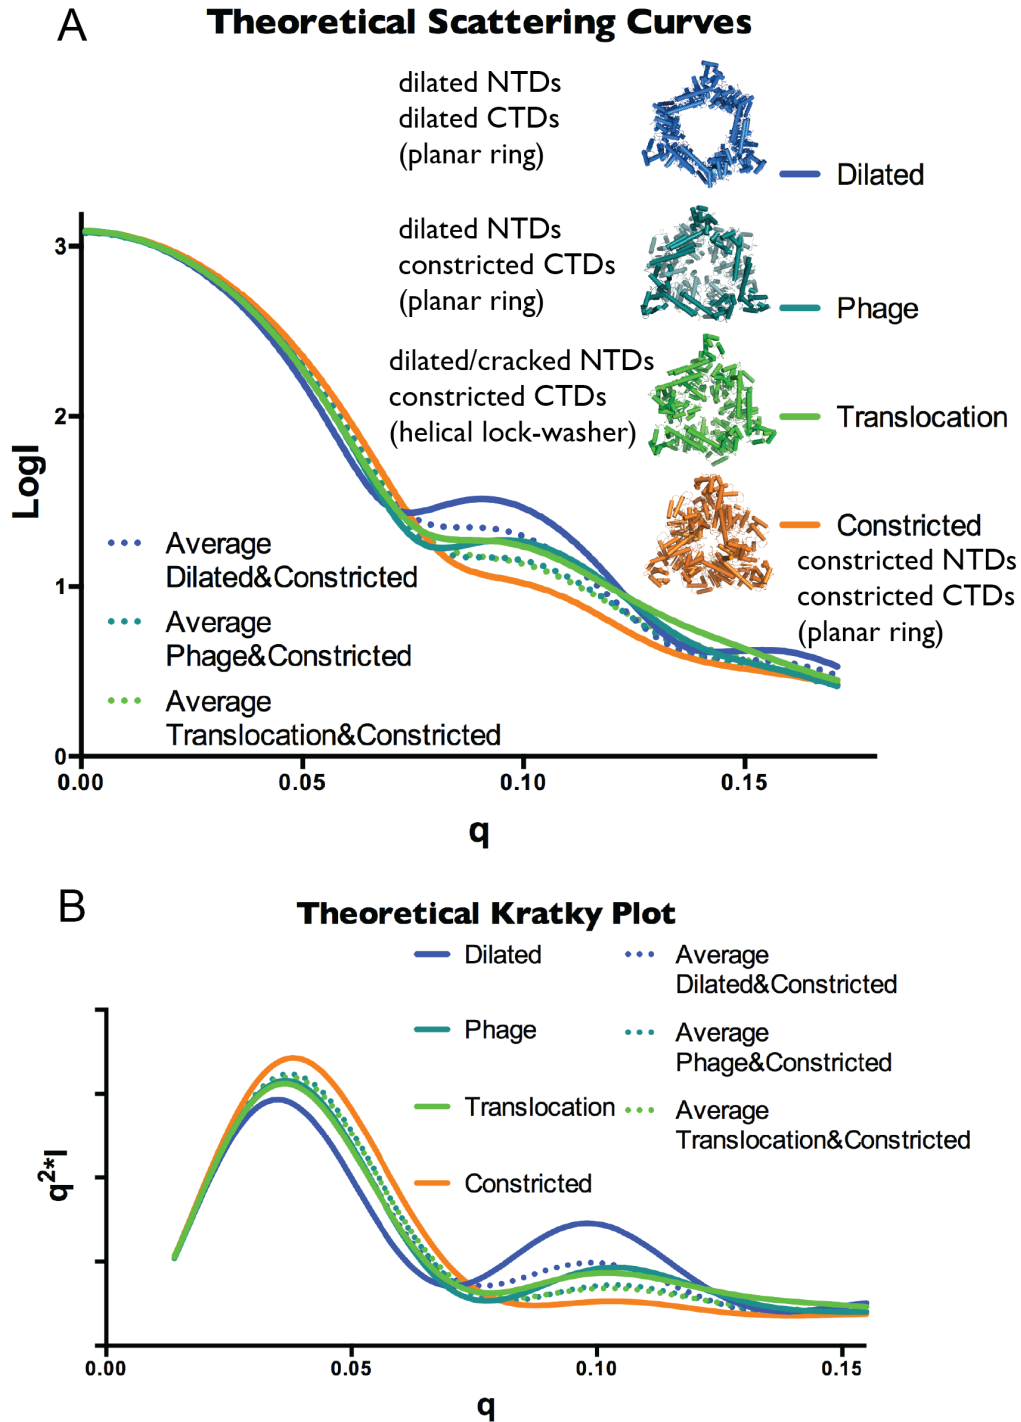 A
Theoretical Scattering Curves
dilated NTDs
dilated CTDs
(planar ring)
Dilated
dilated NTDs
constricted CTDs
(planar ring)
Phage
dilated/cracked NTDs
constricted CTDs
(helical lock-washer)
Translocation
Constricted
constricted NTDs
constricted CTDs
(planar ring)
LogI
3
2
1
0
Average
Dilated&Constricted
Average
Phage&Constricted
Average
Translocation&Constricted
0.00 0.05 0.10 0.15
q
B
Theoretical Kratky Plot
Dilated
Phage
Translocation
Constricted
Average
Dilated&Constricted
Average
Phage&Constricted
Average
Translocation&Constricted
q2*I
0.00 0.05 0.10 0.15
q